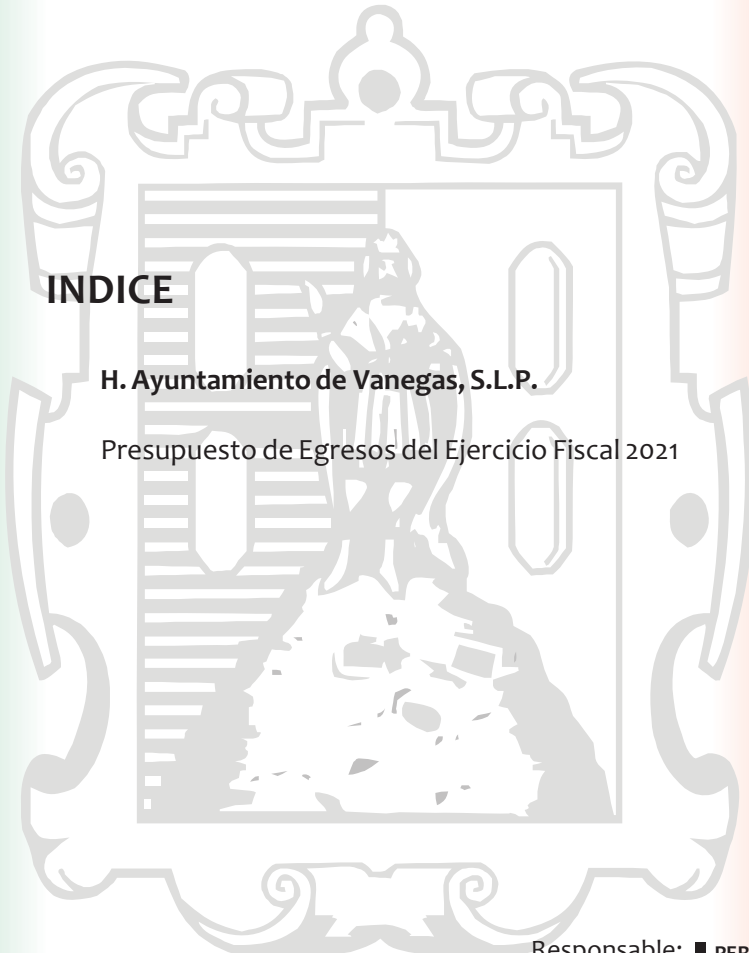 INDICE
H. Ayuntamiento de Vanegas, S.L.P.
Presupuesto de Egresos del Ejercicio Fiscal 2021
Responsable: